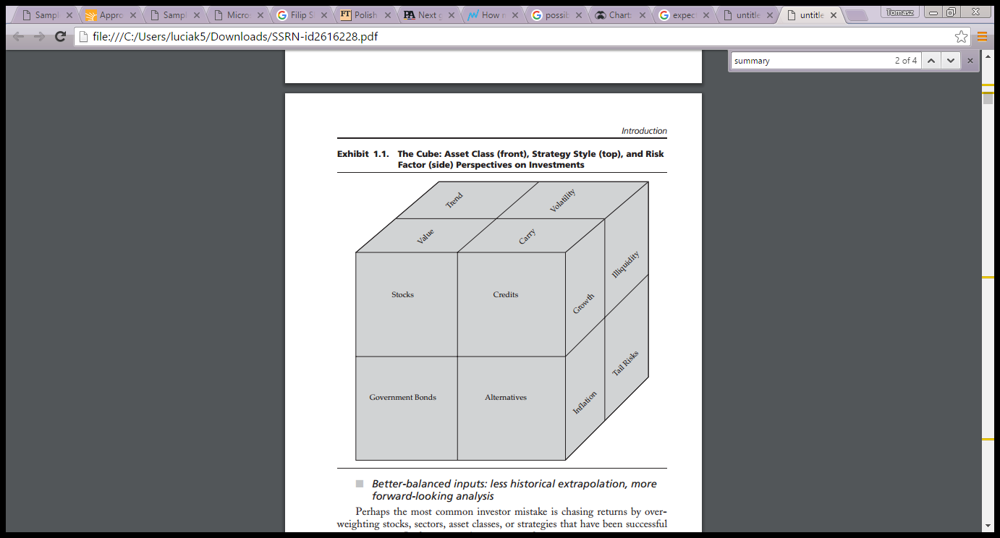 Sampl
Appro
Sampl
Micro
Filip S
FT Polish
PA Next g
How n
possib
Chart
expec
untitle
untitle
Tomasz
file:///C:/Users/luciak5/Downloads/SSRN-id2616228.pdf
summary 2 of 4
Introduction
Exhibit 1.1. The Cube: Asset Class (front), Strategy Style (top), and Risk
Factor (side) Perspectives on Investments
Trend
Volatility
Value
Carry
Stocks
Credits
Growth
Illiquidity
Government Bonds
Alternatives
Inflation
Tail Risks
Better-balanced inputs: less historical extrapolation, more
forward-looking analysis
Perhaps the most common investor mistake is chasing returns by over-
weighting stocks, sectors, asset classes, or strategies that have been successful